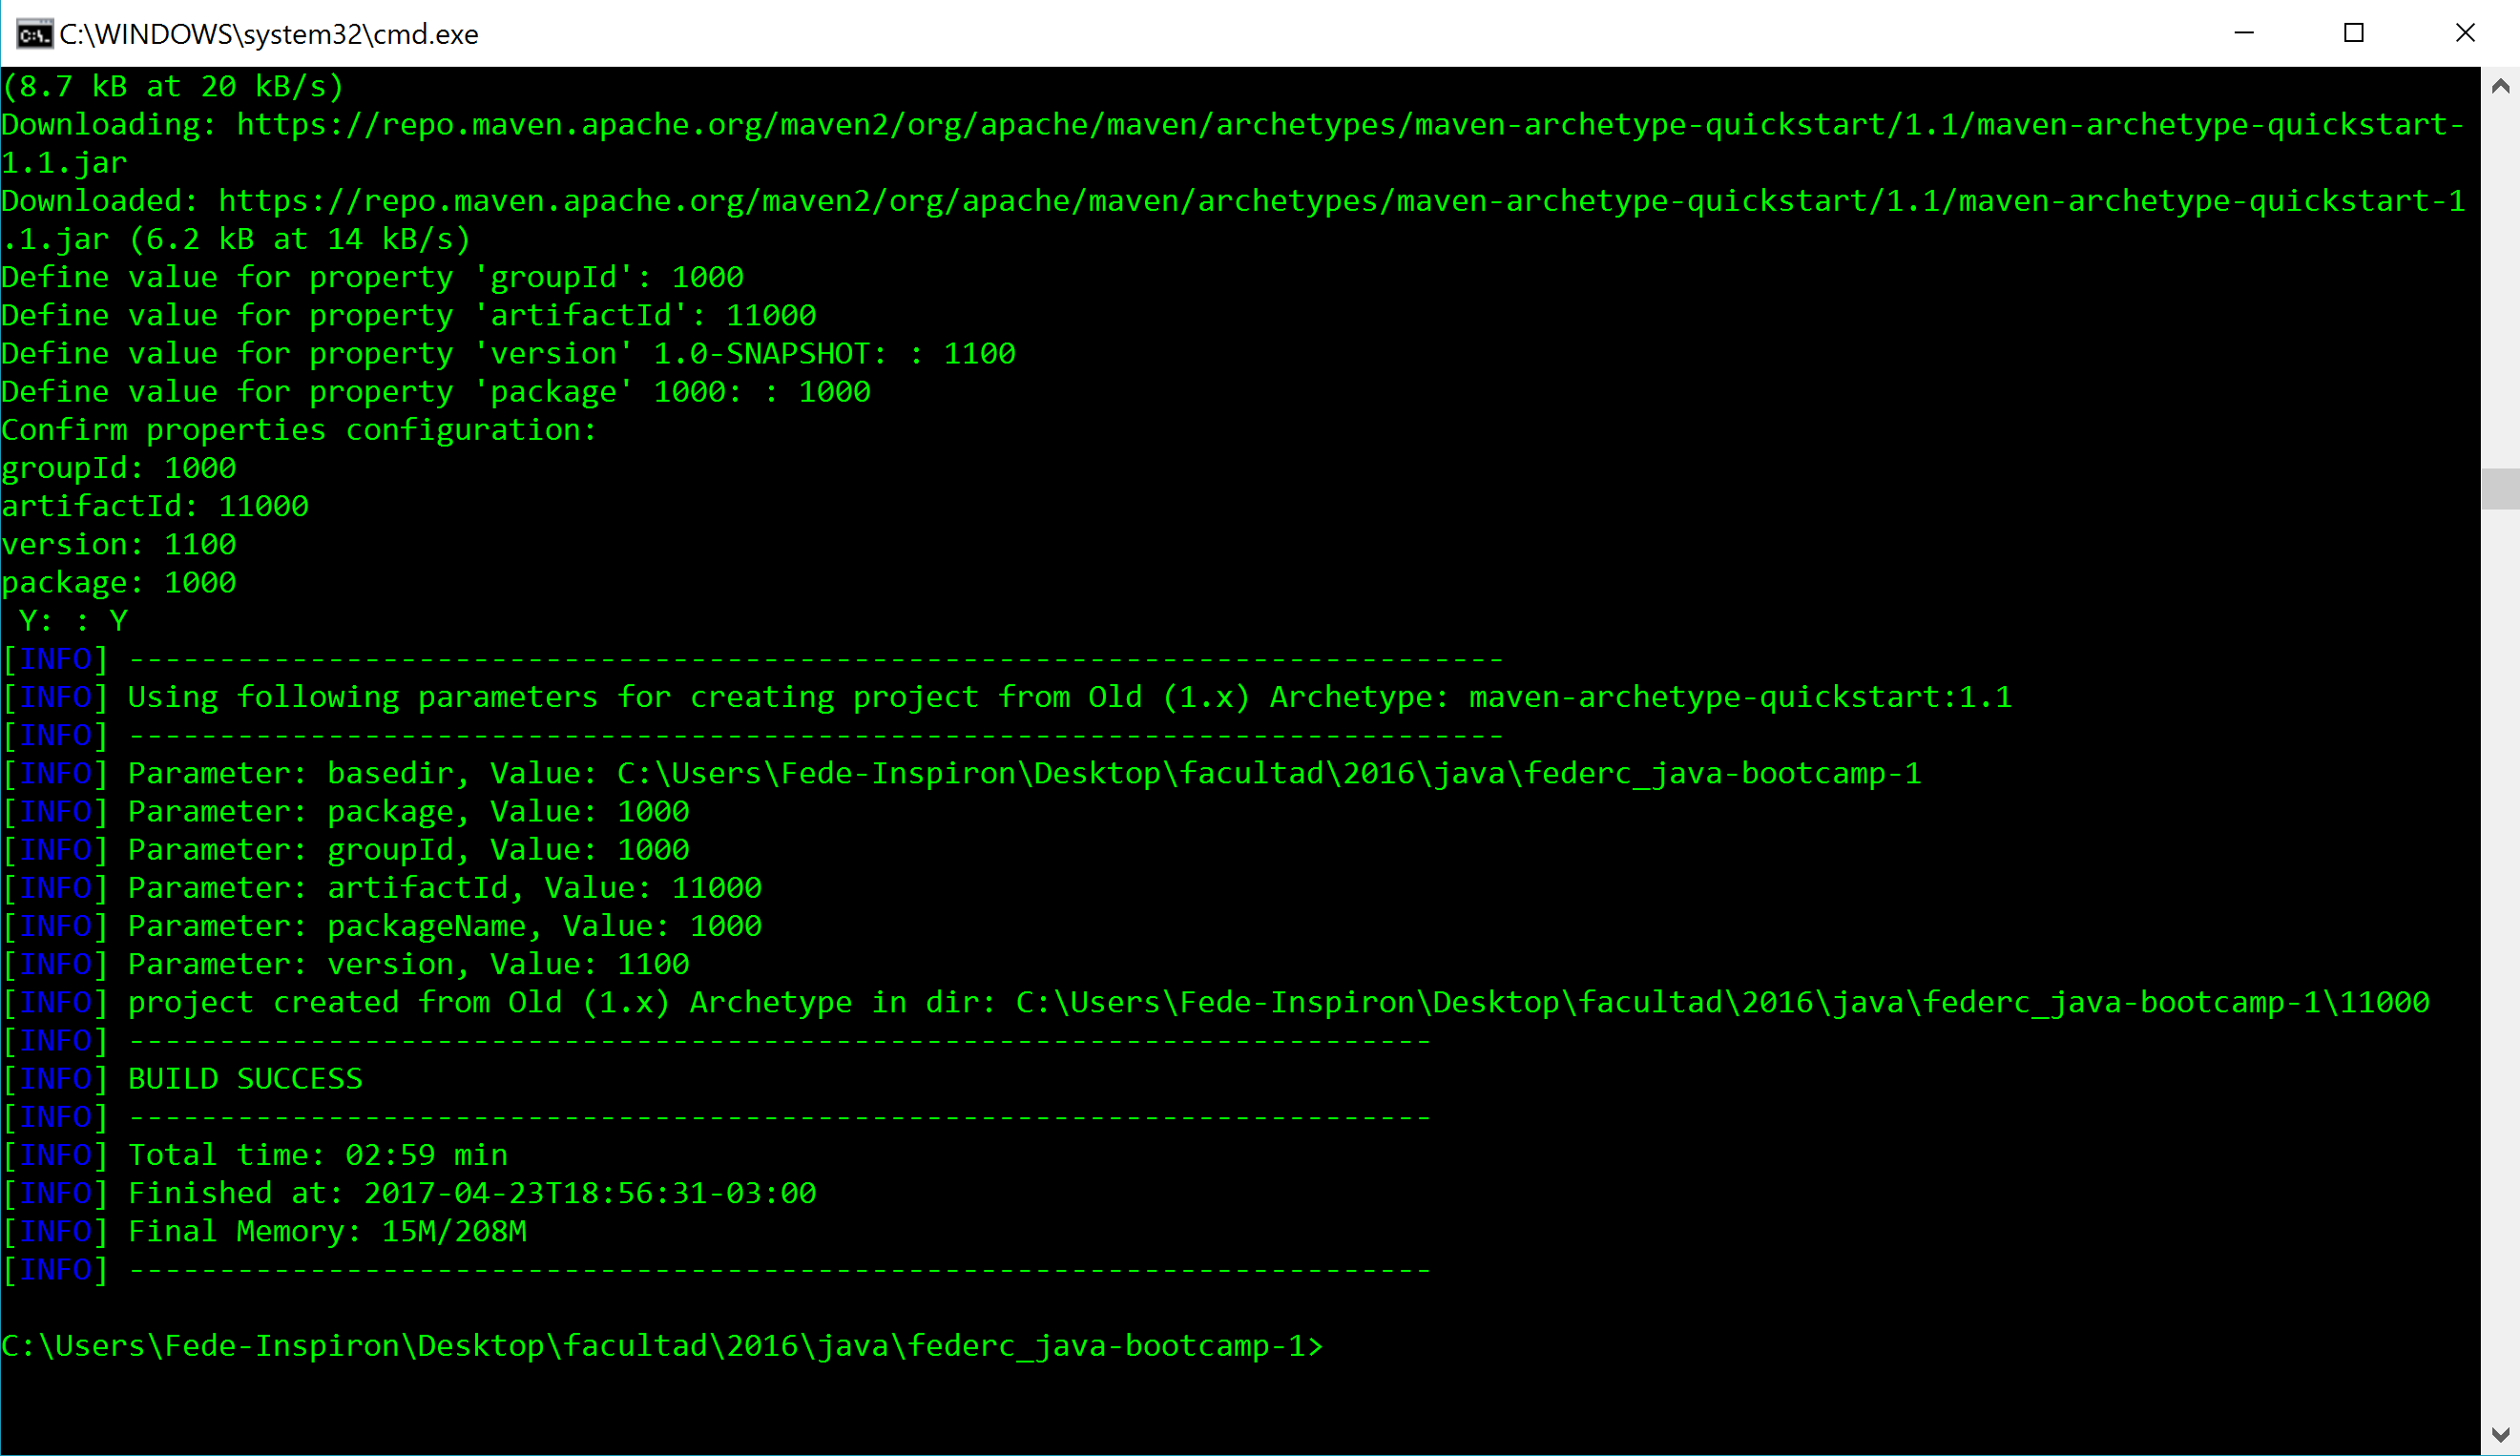 C:\WINDOWS\system32\cmd.exe
(8.7 kB at 20 kB/s)
Downloading: https://repo.maven.apache.org/maven2/org/apache/maven/archetypes/maven-archetype-quickstart/1.1/maven-archetype-quickstart-
1.1.jar
Downloaded: https://repo.maven.apache.org/maven2/org/apache/maven/archetypes/maven-archetype-quickstart/1.1/maven-archetype-quickstart-1
.1.jar (6.2 kB at 14 kB/s)
Define value for property 'groupId': 1000
Define value for property 'artifactId': 11000
Define value for property 'version' 1.0-SNAPSHOT: : 1100
Define value for property 'package' 1000: : 1000
Confirm properties configuration:
groupId: 1000
artifactId: 11000
version: 1100
package: 1000
 Y: : Y
[INFO] ----------------------------------------------------------------------------
[INFO] Using following parameters for creating project from Old (1.x) Archetype: maven-archetype-quickstart:1.1
[INFO] ----------------------------------------------------------------------------
[INFO] Parameter: basedir, Value: C:\Users\Fede-Inspiron\Desktop\facultad\2016\java\federc_java-bootcamp-1
[INFO] Parameter: package, Value: 1000
[INFO] Parameter: groupId, Value: 1000
[INFO] Parameter: artifactId, Value: 11000
[INFO] Parameter: packageName, Value: 1000
[INFO] Parameter: version, Value: 1100
[INFO] project created from Old (1.x) Archetype in dir: C:\Users\Fede-Inspiron\Desktop\facultad\2016\java\federc_java-bootcamp-1\11000
[INFO] ------------------------------------------------------------------------
[INFO] BUILD SUCCESS
[INFO] ------------------------------------------------------------------------
[INFO] Total time: 02:59 min
[INFO] Finished at: 2017-04-23T18:56:31-03:00
[INFO] Final Memory: 15M/208M
[INFO] ------------------------------------------------------------------------
C:\Users\Fede-Inspiron\Desktop\facultad\2016\java\federc_java-bootcamp-1>